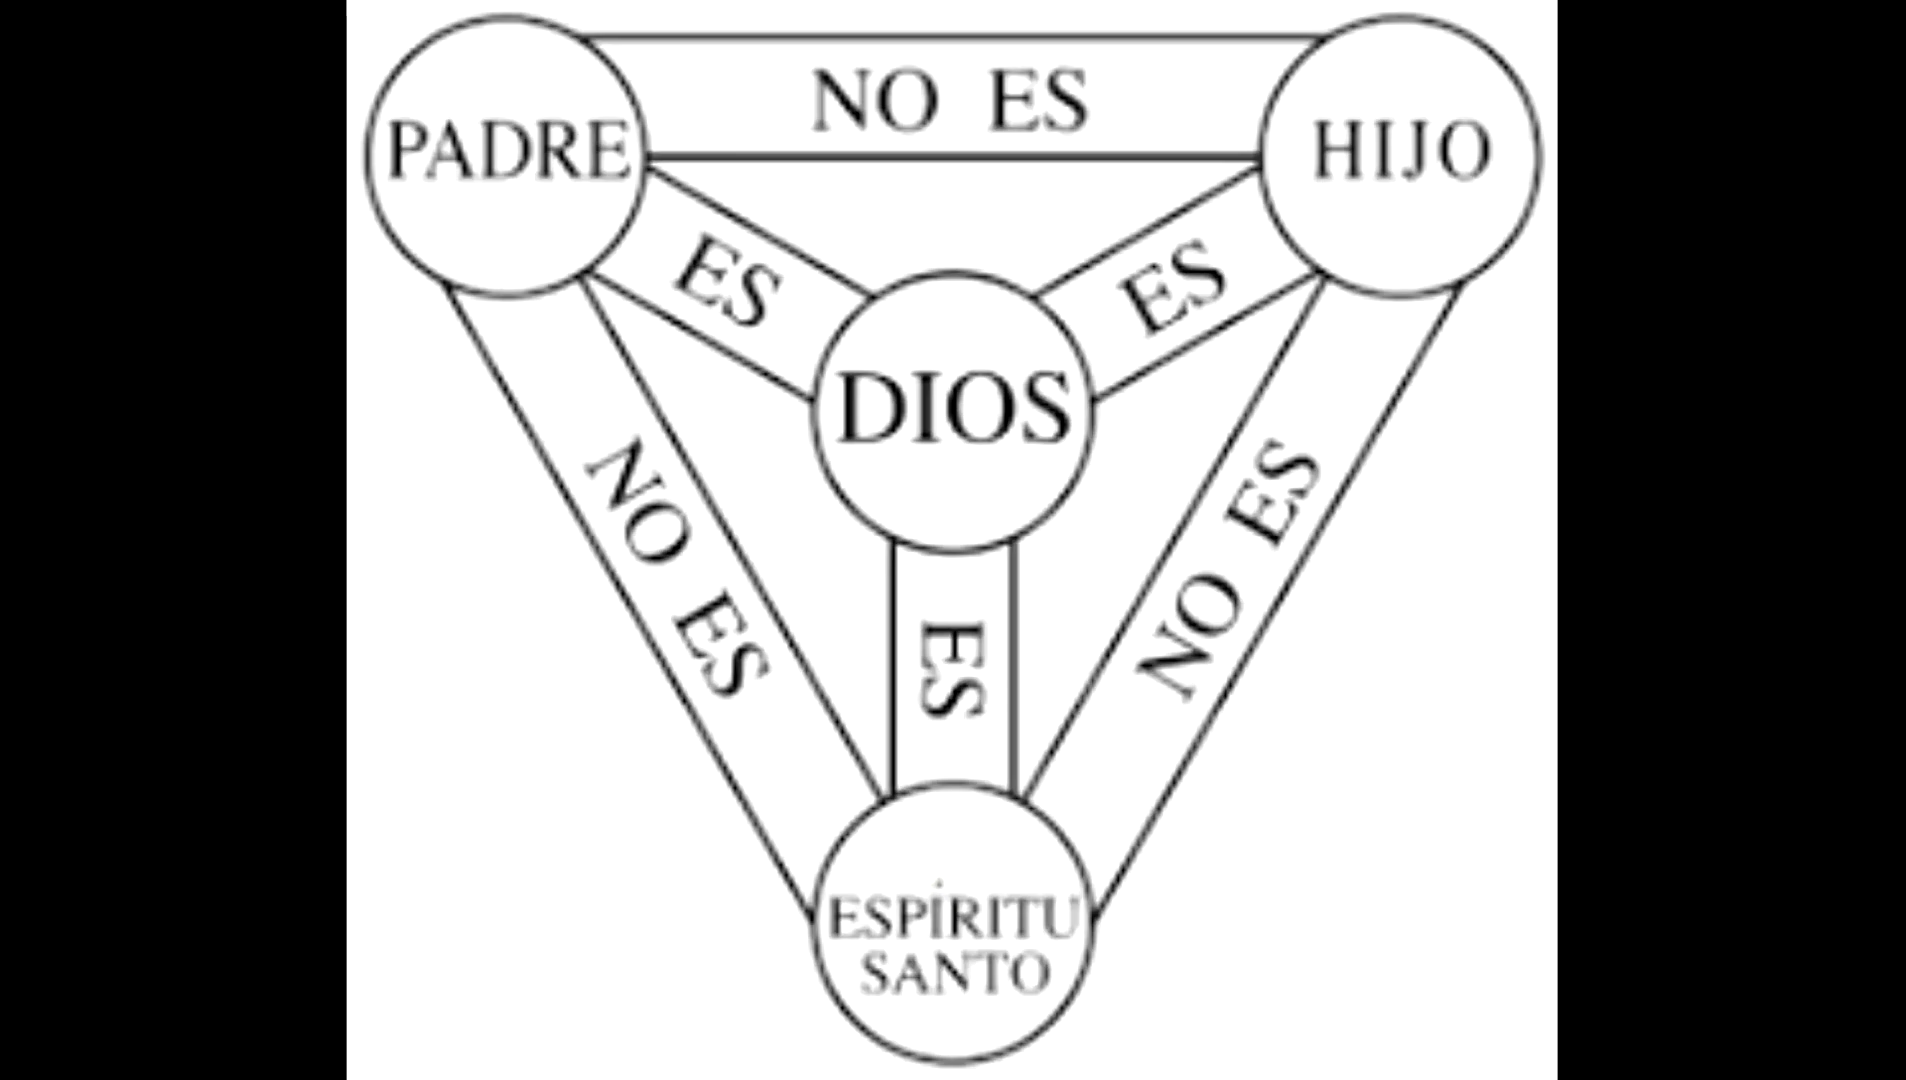 NO ES
PADRE
HIJO
ES
ES
DIOS
NO ES
NO ES
ES
ESPÍRITU
SANTO